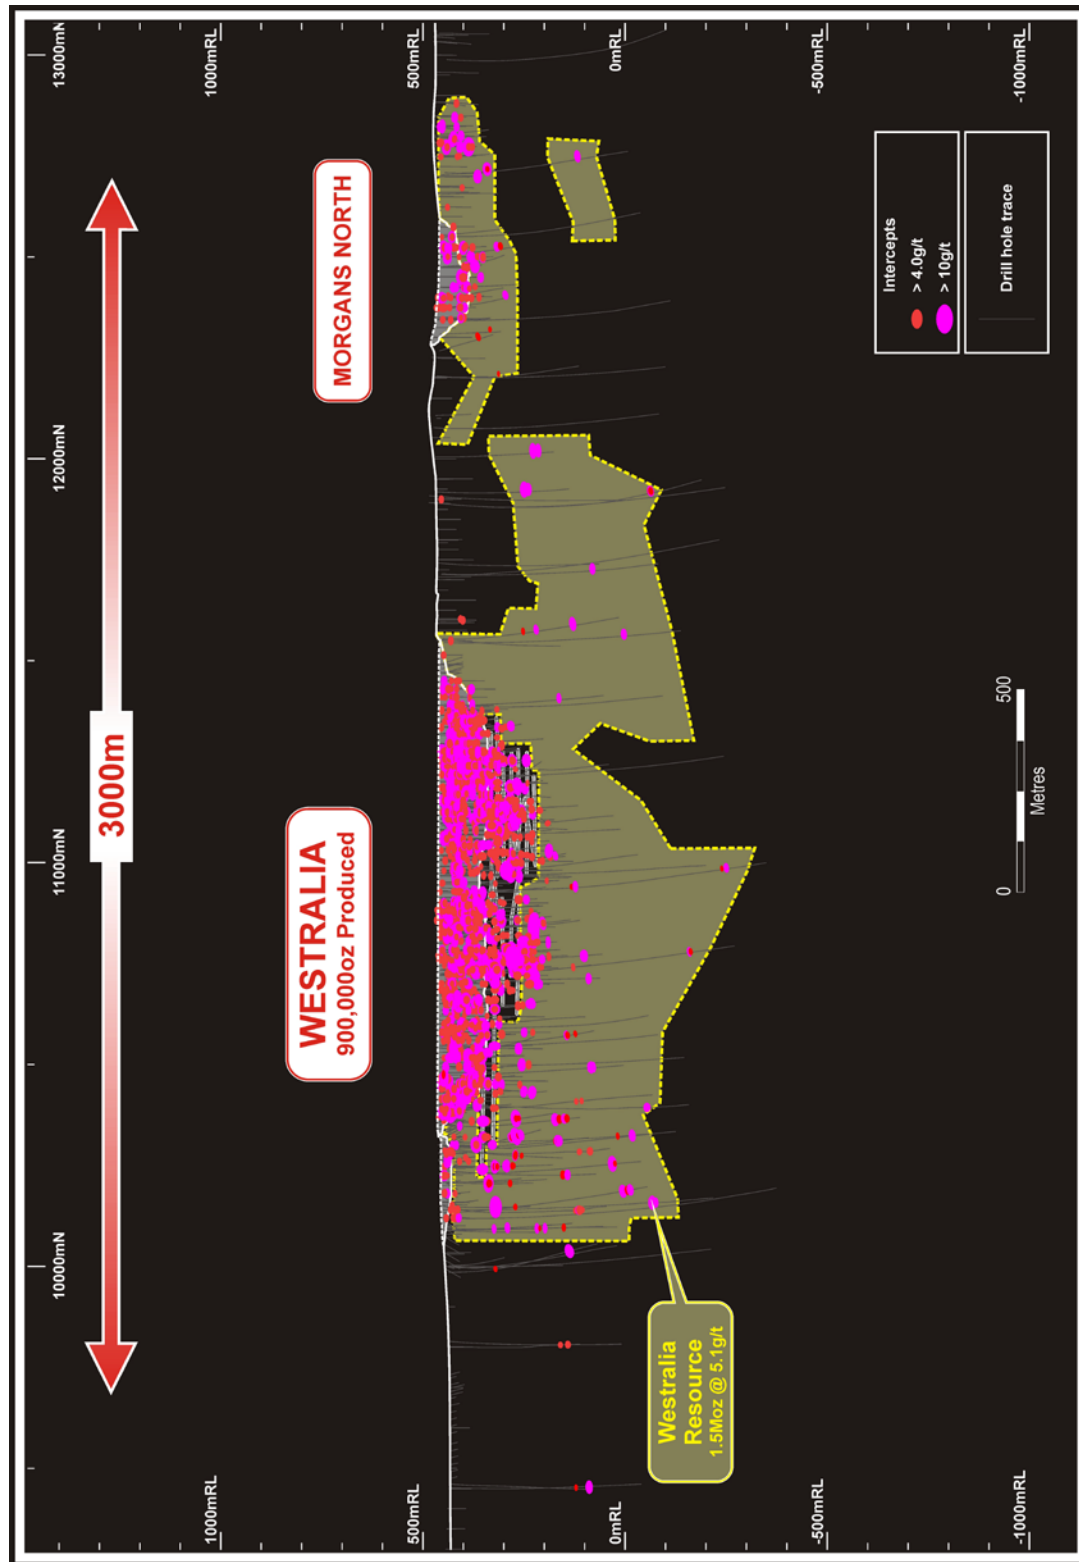 3000m
10000mN
11000mN
12000mN
13000mN
1000mRL
1000mRL
WESTRALIA
900,000oz Produced
MORGANS NORTH
500mRL
500mRL
0mRL
0mRL
Westralia
Resource
1.5Moz @ 5.1g/t
-500mRL
-500mRL
0
500
Metres
Intercepts
> 4.0g/t
> 10g/t
Drill hole trace
-1000mRL
-1000mRL